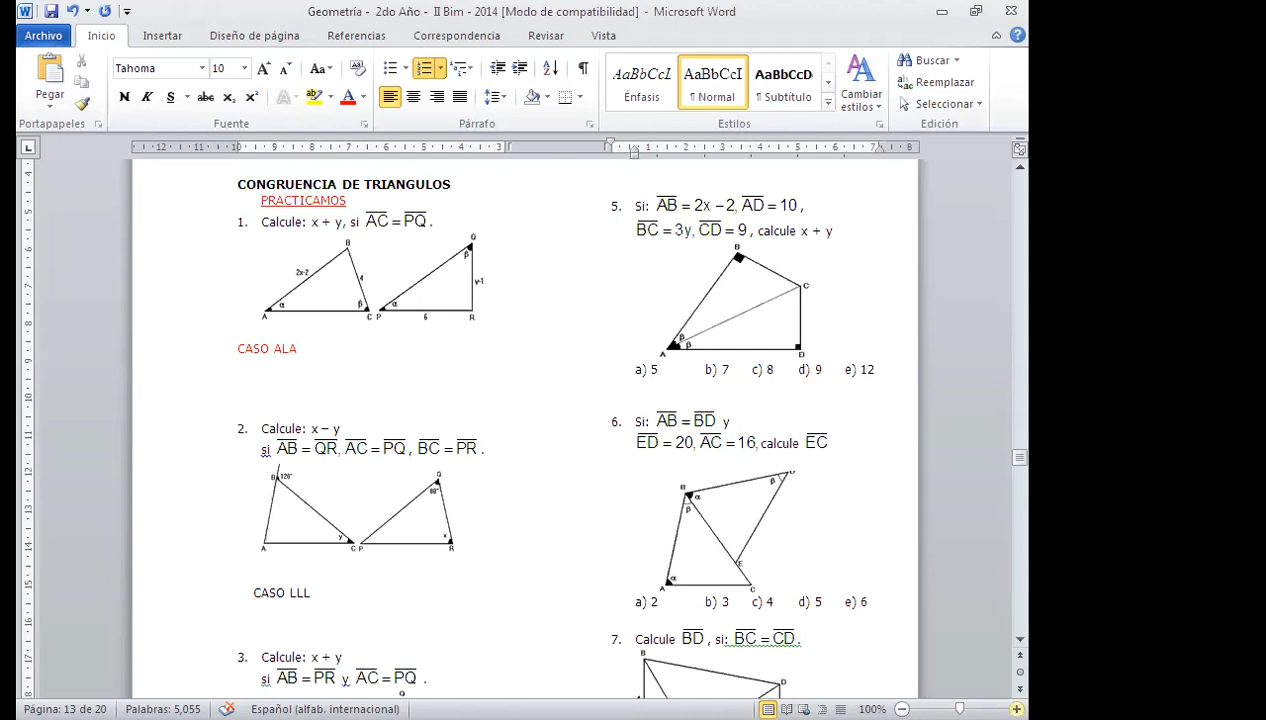 Geometría - 2do Año - II Bim - 2014 [Modo de compatibilidad] - Microsoft Word
Archivo Inicio Insertar Diseño de página Referencias Correspondencia Revisar Vista
Pegar
Tahoma 10
Aa
N K S abc x₂ x² A A
AaBbCcI AaBbCcI AaBbCcD
Énfasis ¶ Normal ¶ Subtítulo
Cambiar estilos
Buscar
Reemplazar
Seleccionar
Portapapeles Fuente Párrafo Estilos Edición
CONGRUENCIA DE TRIANGULOS
PRACTICAMOS
1. Calcule: x + y, si AC = PQ .
B
2x-2
4
α
β
A
C
Q
β
y-1
α
P
6
R
CASO ALA
2. Calcule: x – y
si AB = QR, AC = PQ , BC = PR .
B
120°
y
A
C
Q
60°
x
P
R
CASO LLL
3. Calcule: x + y
si AB = PR y AC = PQ .
Q
5. Si: AB = 2x – 2, AD = 10 ,
BC = 3y, CD = 9 , calcule x + y
B
C
β
β
A
D
a) 5 b) 7 c) 8 d) 9 e) 12
6. Si: AB = BD y
ED = 20, AC = 16, calcule EC
D
B
α
β
β
E
α
A
C
a) 2 b) 3 c) 4 d) 5 e) 6
7. Calcule BD , si: BC = CD .
B
D
Página: 13 de 20 Palabras: 5,055 Español (alfab. internacional) 100%